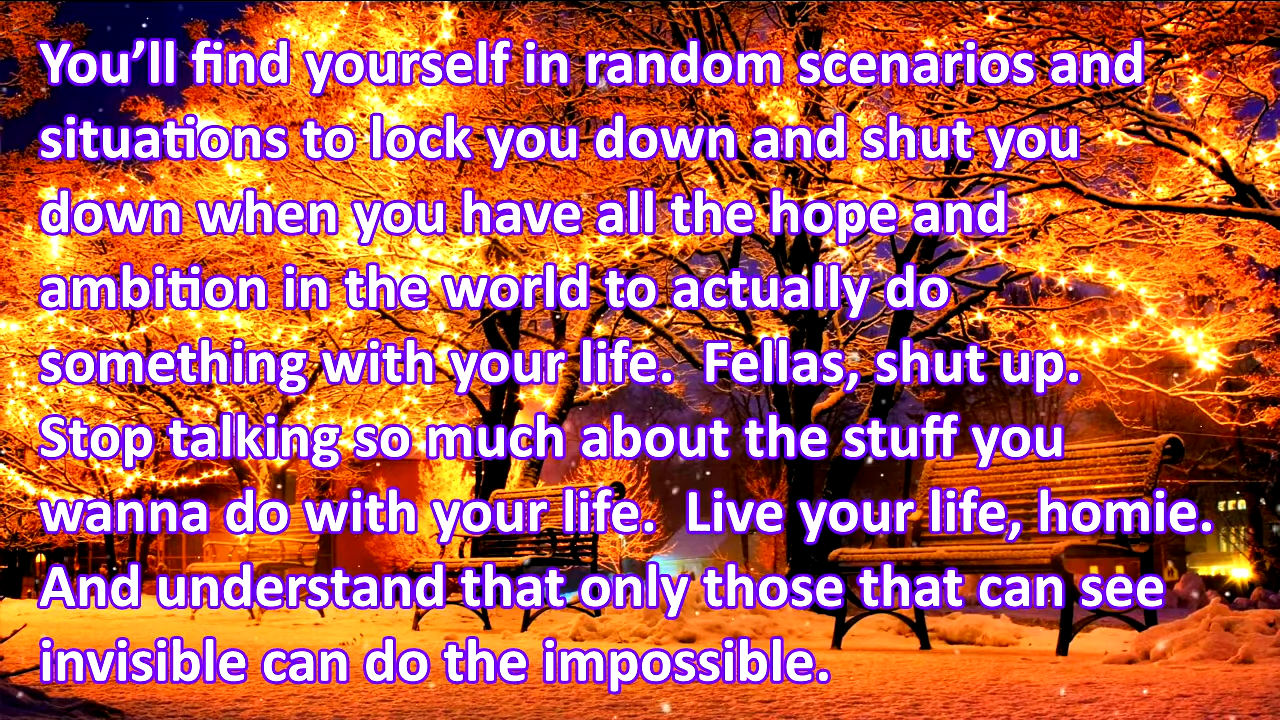 You’ll find yourself in random scenarios and
situations to lock you down and shut you
down when you have all the hope and
ambition in the world to actually do
something with your life.  Fellas, shut up.
Stop talking so much about the stuff you
wanna do with your life.  Live your life, homie.
And understand that only those that can see
invisible can do the impossible.